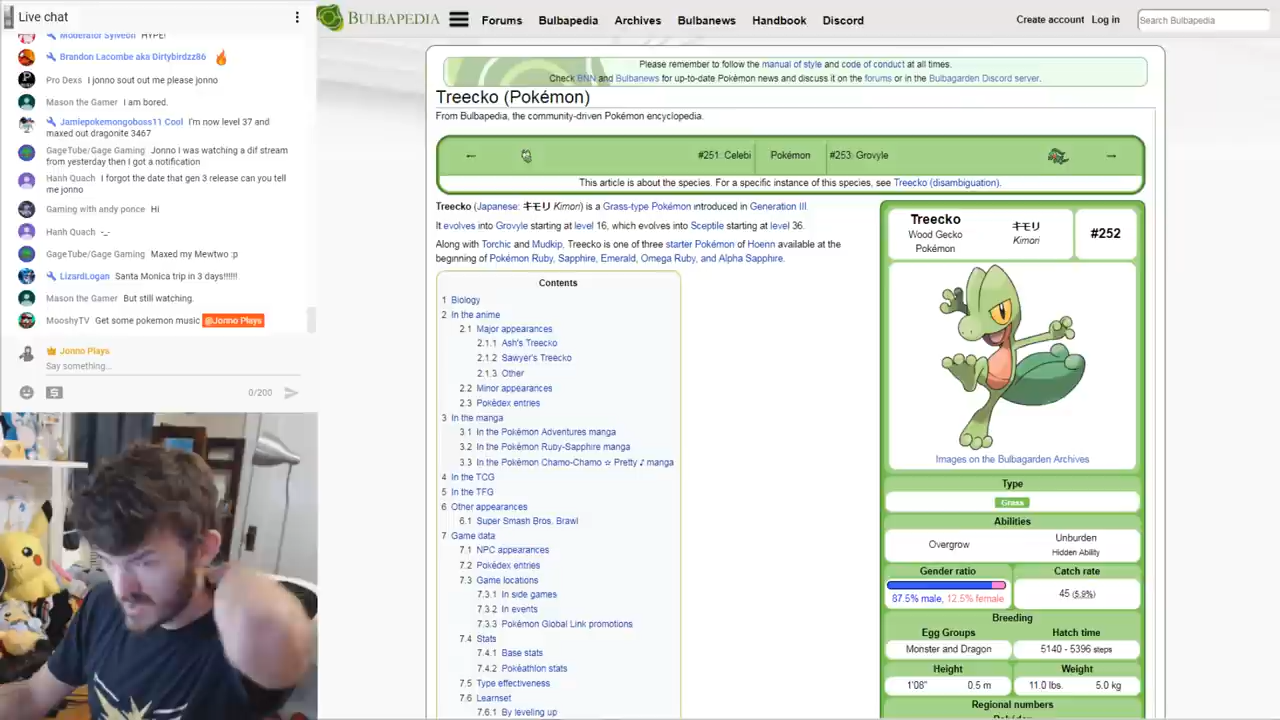 Live chat
Moderator Sylveon HYPE!
Brandon Lacombe aka Dirtybirdzz86
Pro Dexs I jonno sout out me please jonno
Mason the Gamer I am bored.
Jamiepokemongoboss11 Cool I'm now level 37 and
maxed out dragonite 3467
GageTube/Gage Gaming Jonno I was watching a dif stream
from yesterday then I got a notification
Hanh Quach I forgot the date that gen 3 release can you tell
me jonno
Gaming with andy ponce Hi
Hanh Quach -_-
GageTube/Gage Gaming Maxed my Mewtwo :p
LizardLogan Santa Monica trip in 3 days!!!!!!
Mason the Gamer But still watching.
MooshyTV Get some pokemon music @Jonno Plays
Jonno Plays
Say something...
0/200
BULBAPEDIA Forums Bulbapedia Archives Bulbanews Handbook Discord Create account Log in Search Bulbapedia
Please remember to follow the manual of style and code of conduct at all times.
Check BNN and Bulbanews for up-to-date Pokémon news and discuss it on the forums or in the Bulbagarden Discord server.
Treecko (Pokémon)
From Bulbapedia, the community-driven Pokémon encyclopedia.
← #251: Celebi Pokémon #253: Grovyle →
This article is about the species. For a specific instance of this species, see Treecko (disambiguation).
Treecko (Japanese: キモリ Kimori) is a Grass-type Pokémon introduced in Generation III.
It evolves into Grovyle starting at level 16, which evolves into Sceptile starting at level 36.
Along with Torchic and Mudkip, Treecko is one of three starter Pokémon of Hoenn available at the
beginning of Pokémon Ruby, Sapphire, Emerald, Omega Ruby, and Alpha Sapphire.
Contents
1 Biology
2 In the anime
2.1 Major appearances
2.1.1 Ash's Treecko
2.1.2 Sawyer's Treecko
2.1.3 Other
2.2 Minor appearances
2.3 Pokédex entries
3 In the manga
3.1 In the Pokémon Adventures manga
3.2 In the Pokémon Ruby-Sapphire manga
3.3 In the Pokémon Chamo-Chamo ☆ Pretty ♪ manga
4 In the TCG
5 In the TFG
6 Other appearances
6.1 Super Smash Bros. Brawl
7 Game data
7.1 NPC appearances
7.2 Pokédex entries
7.3 Game locations
7.3.1 In side games
7.3.2 In events
7.3.3 Pokémon Global Link promotions
7.4 Stats
7.4.1 Base stats
7.4.2 Pokéathlon stats
7.5 Type effectiveness
7.6 Learnset
7.6.1 By leveling up
Treecko
Wood Gecko
Pokémon
キモリ
Kimori
#252
Images on the Bulbagarden Archives
Type
Grass
Abilities
Overgrow
Unburden
Hidden Ability
Gender ratio
87.5% male, 12.5% female
Catch rate
45 (5.9%)
Breeding
Egg Groups
Monster and Dragon
Hatch time
5140 - 5396 steps
Height
1'08" 0.5 m
Weight
11.0 lbs. 5.0 kg
Regional numbers